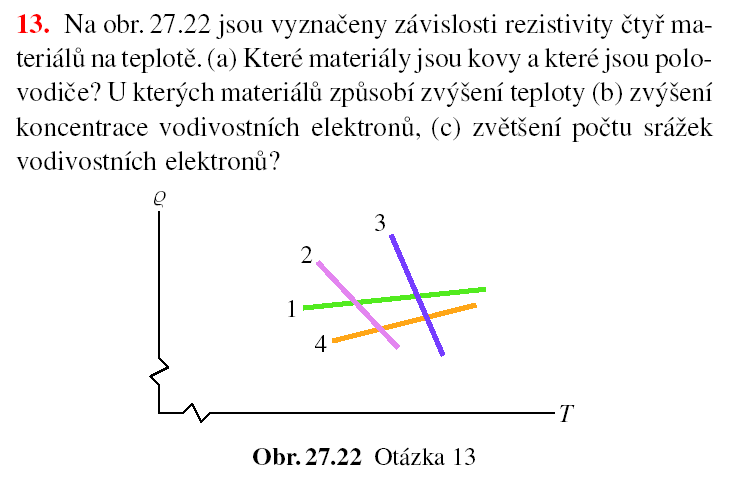 13. Na obr. 27.22 jsou vyznačeny závislosti rezistivity čtyř ma-
teriálů na teplotě. (a) Které materiály jsou kovy a které jsou polo-
vodiče? U kterých materiálů způsobí zvýšení teploty (b) zvýšení
koncentrace vodivostních elektronů, (c) zvětšení počtu srážek
vodivostních elektronů?
ϱ
3
2
1
4
T
Obr. 27.22 Otázka 13